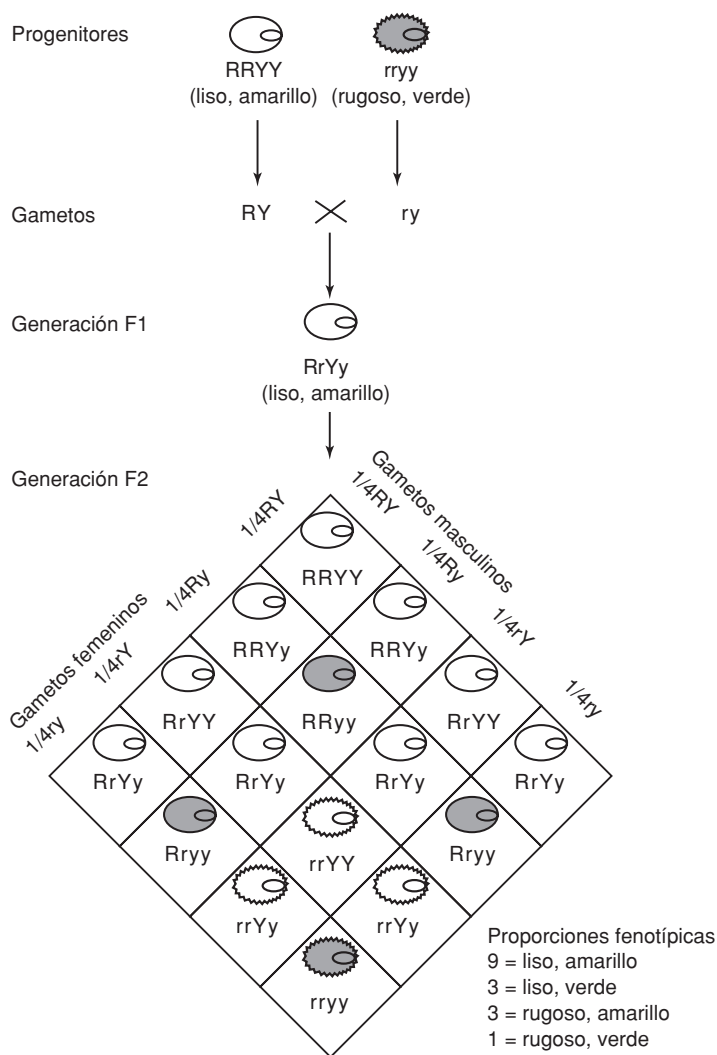 Progenitores
RRYY rryy
(liso, amarillo) (rugoso, verde)
Gametos RY ry
Generación F1
RrYy
(liso, amarillo)
Generación F2
Gametos femeninos
1/4RY
1/4Ry
1/4rY
1/4ry
Gametos masculinos
1/4RY
1/4Ry
1/4rY
1/4ry
RRYY
RRYy RRYy
RrYY RRyy RrYY
RrYy RrYy RrYy RrYy
Rryy rrYY Rryy
rrYy rrYy
rryy
Proporciones fenotípicas
9 = liso, amarillo
3 = liso, verde
3 = rugoso, amarillo
1 = rugoso, verde